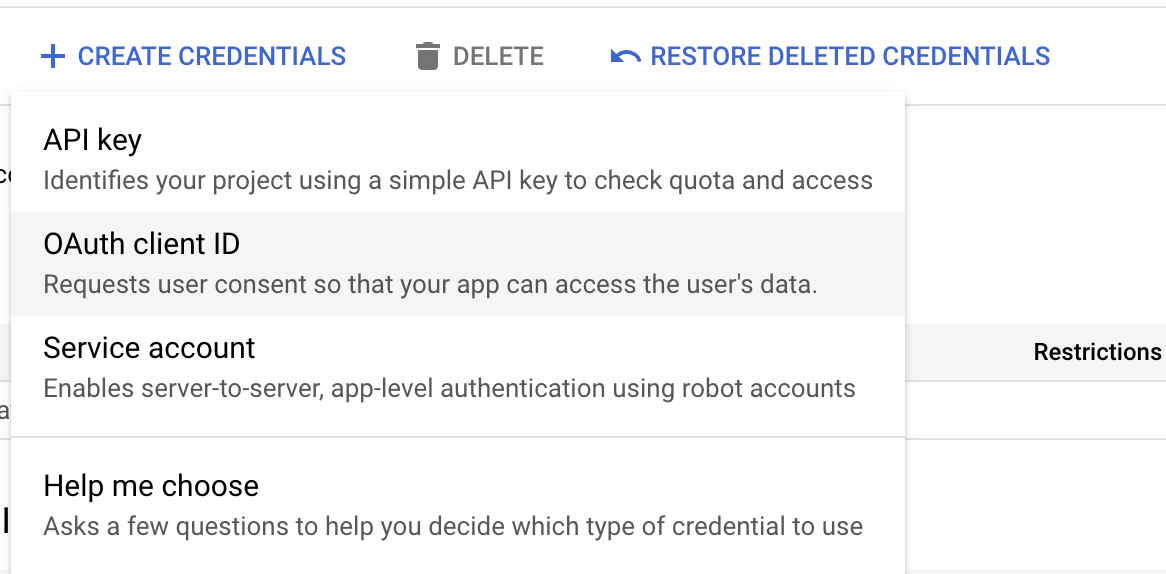 CREATE CREDENTIALS DELETE RESTORE DELETED CREDENTIALS
API key
Identifies your project using a simple API key to check quota and access
OAuth client ID
Requests user consent so that your app can access the user's data.
Service account
Enables server-to-server, app-level authentication using robot accounts
Restrictions
Help me choose
Asks a few questions to help you decide which type of credential to use